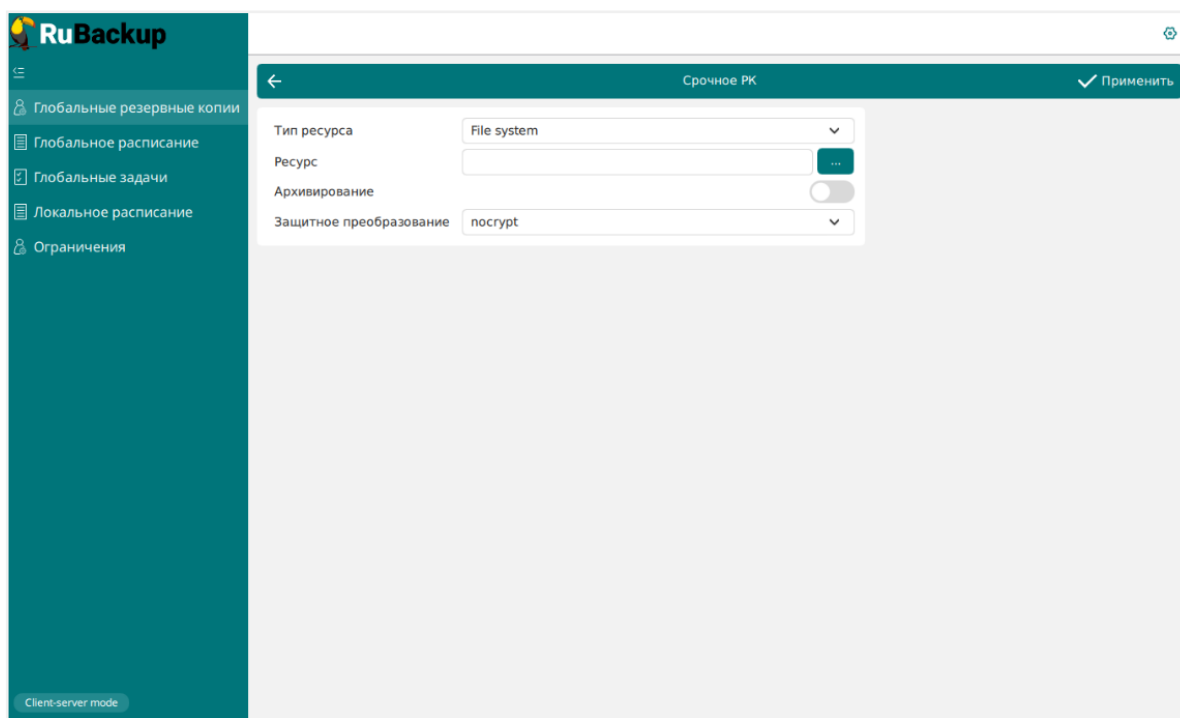 RuBackup
Срочное РК
Применить
Глобальные резервные копии
Глобальное расписание
Глобальные задачи
Локальное расписание
Ограничения
Тип ресурса
File system
Ресурс
...
Архивирование
Защитное преобразование
nocrypt
Client-server mode